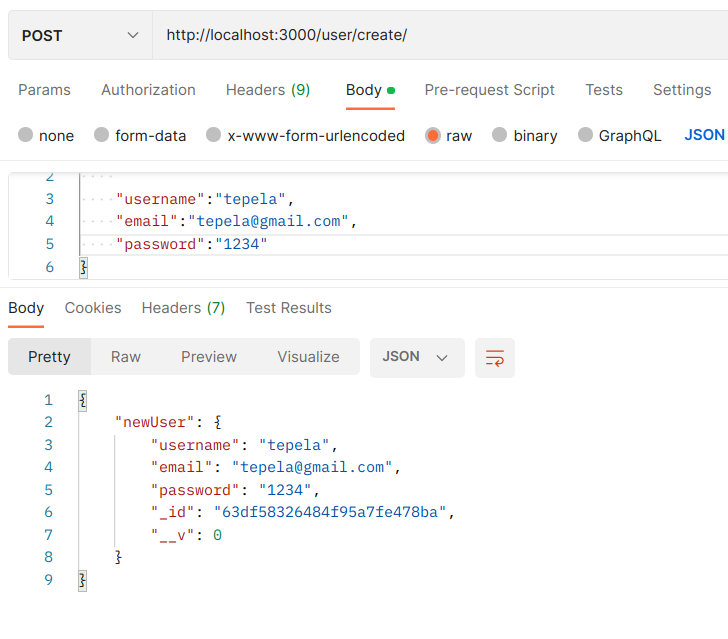 POST http://localhost:3000/user/create/
Params Authorization Headers (9) Body Pre-request Script Tests Settings
none form-data x-www-form-urlencoded raw binary GraphQL JSON
2
3 "username":"tepela",
4 "email":"tepela@gmail.com",
5 "password":"1234"
6 }
Body Cookies Headers (7) Test Results
Pretty Raw Preview Visualize JSON
1 {
2 "newUser": {
3 "username": "tepela",
4 "email": "tepela@gmail.com",
5 "password": "1234",
6 "_id": "63df58326484f95a7fe478ba",
7 "__v": 0
8 }
9 }